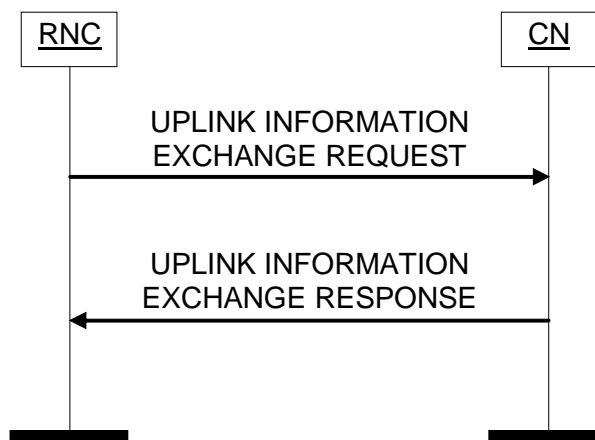 RNC
CN
UPLINK INFORMATION
EXCHANGE REQUEST
UPLINK INFORMATION
EXCHANGE RESPONSE